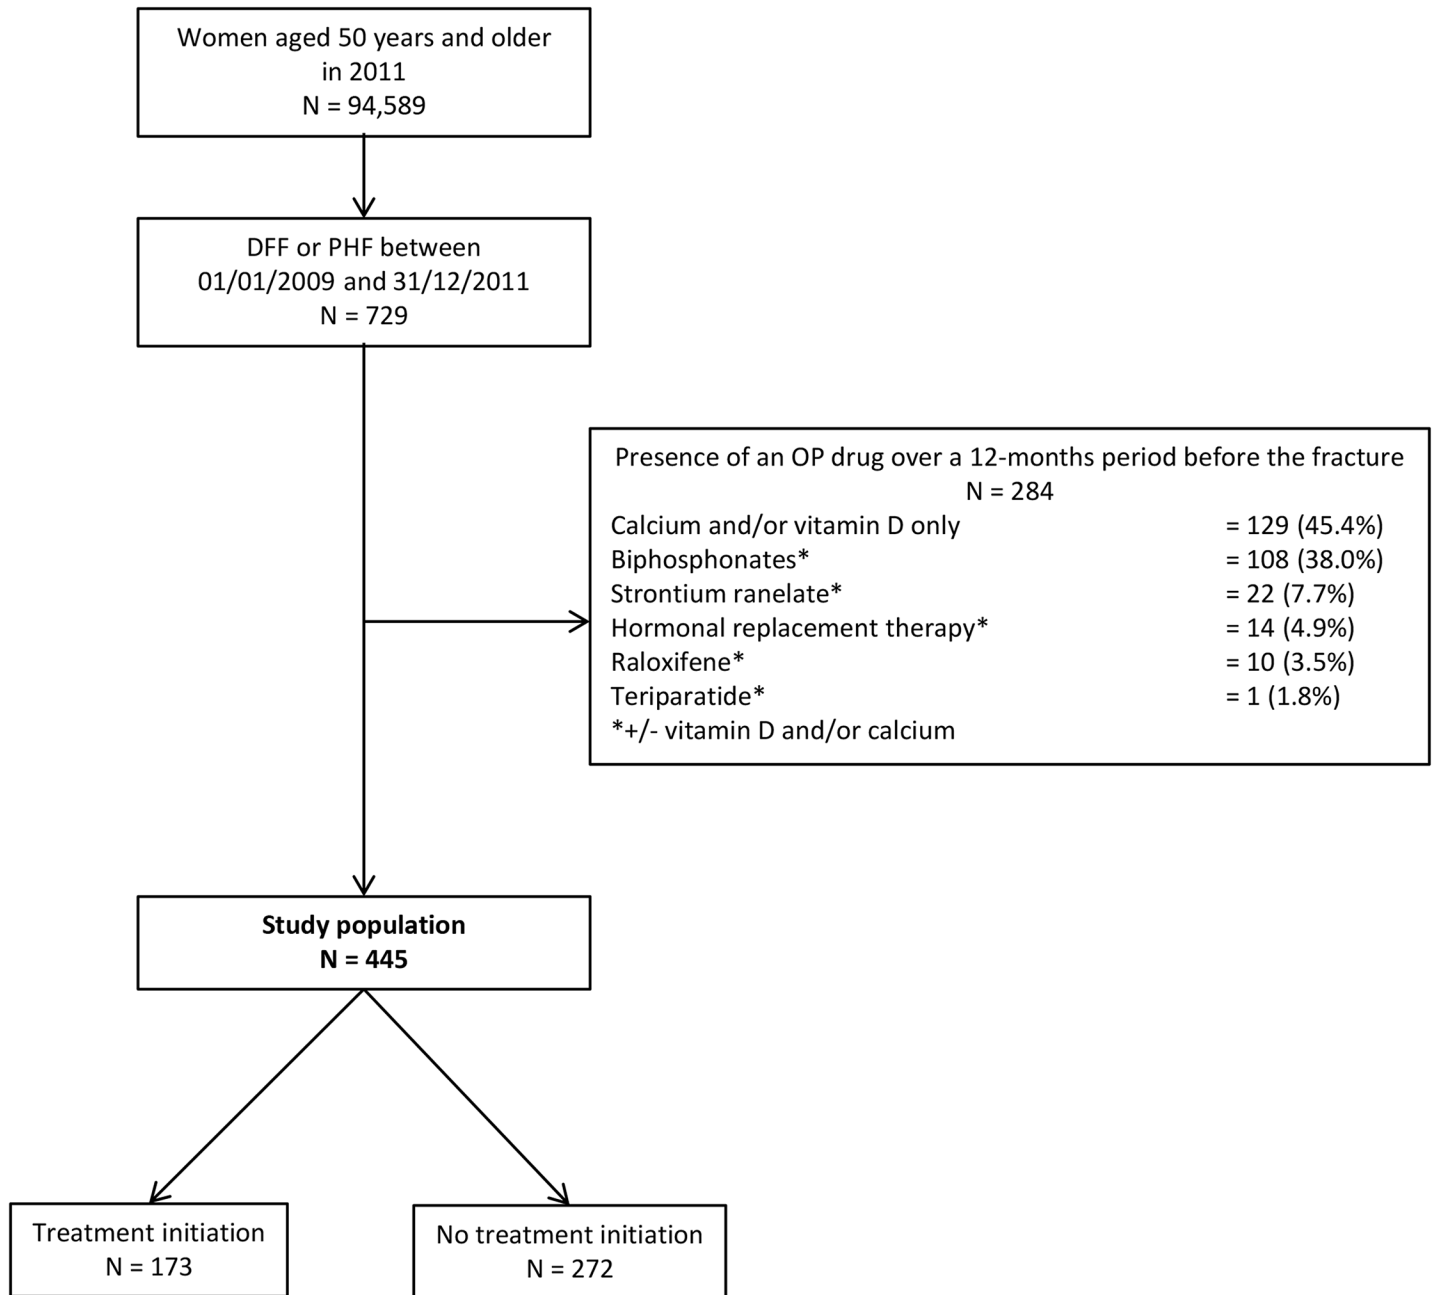 Women aged 50 years and older
in 2011
N = 94,589
DFF or PHF between
01/01/2009 and 31/12/2011
N = 729
Presence of an OP drug over a 12-months period before the fracture
N = 284
Calcium and/or vitamin D only = 129 (45.4%)
Biphosphonates* = 108 (38.0%)
Strontium ranelate* = 22 (7.7%)
Hormonal replacement therapy* = 14 (4.9%)
Raloxifene* = 10 (3.5%)
Teriparatide* = 1 (1.8%)
*+/- vitamin D and/or calcium
Study population
N = 445
Treatment initiation
N = 173
No treatment initiation
N = 272